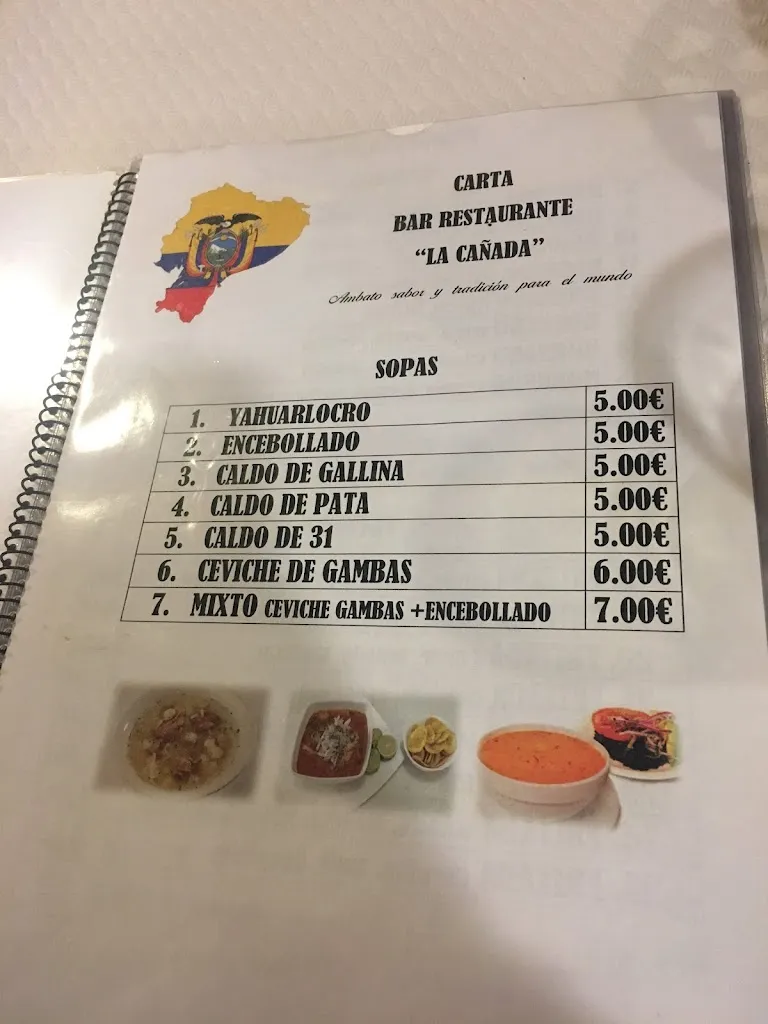 CARTA
BAR RESTAURANTE
“LA CAÑADA”
Ambato sabor y tradición para el mundo
SOPAS
1. YAHUARLOCRO 5.00€
2. ENCEBOLLADO 5.00€
3. CALDO DE GALLINA 5.00€
4. CALDO DE PATA 5.00€
5. CALDO DE 31 5.00€
6. CEVICHE DE GAMBAS 6.00€
7. MIXTO CEVICHE GAMBAS +ENCEBOLLADO 7.00€